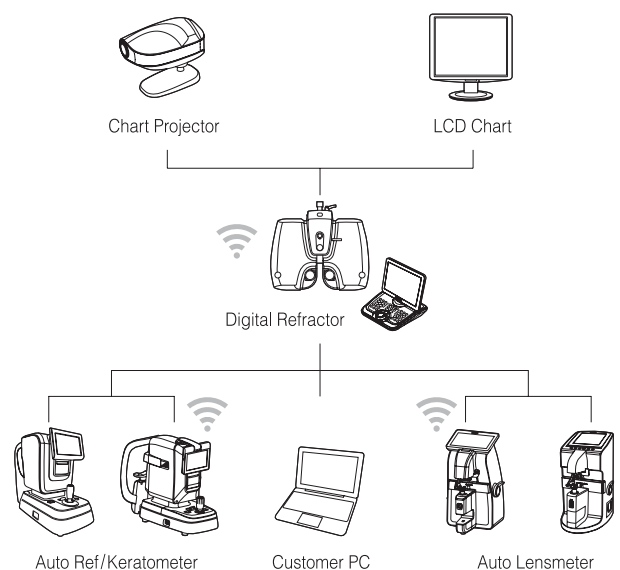 Chart Projector
LCD Chart
Digital Refractor
Auto Ref/Keratometer
Customer PC
Auto Lensmeter